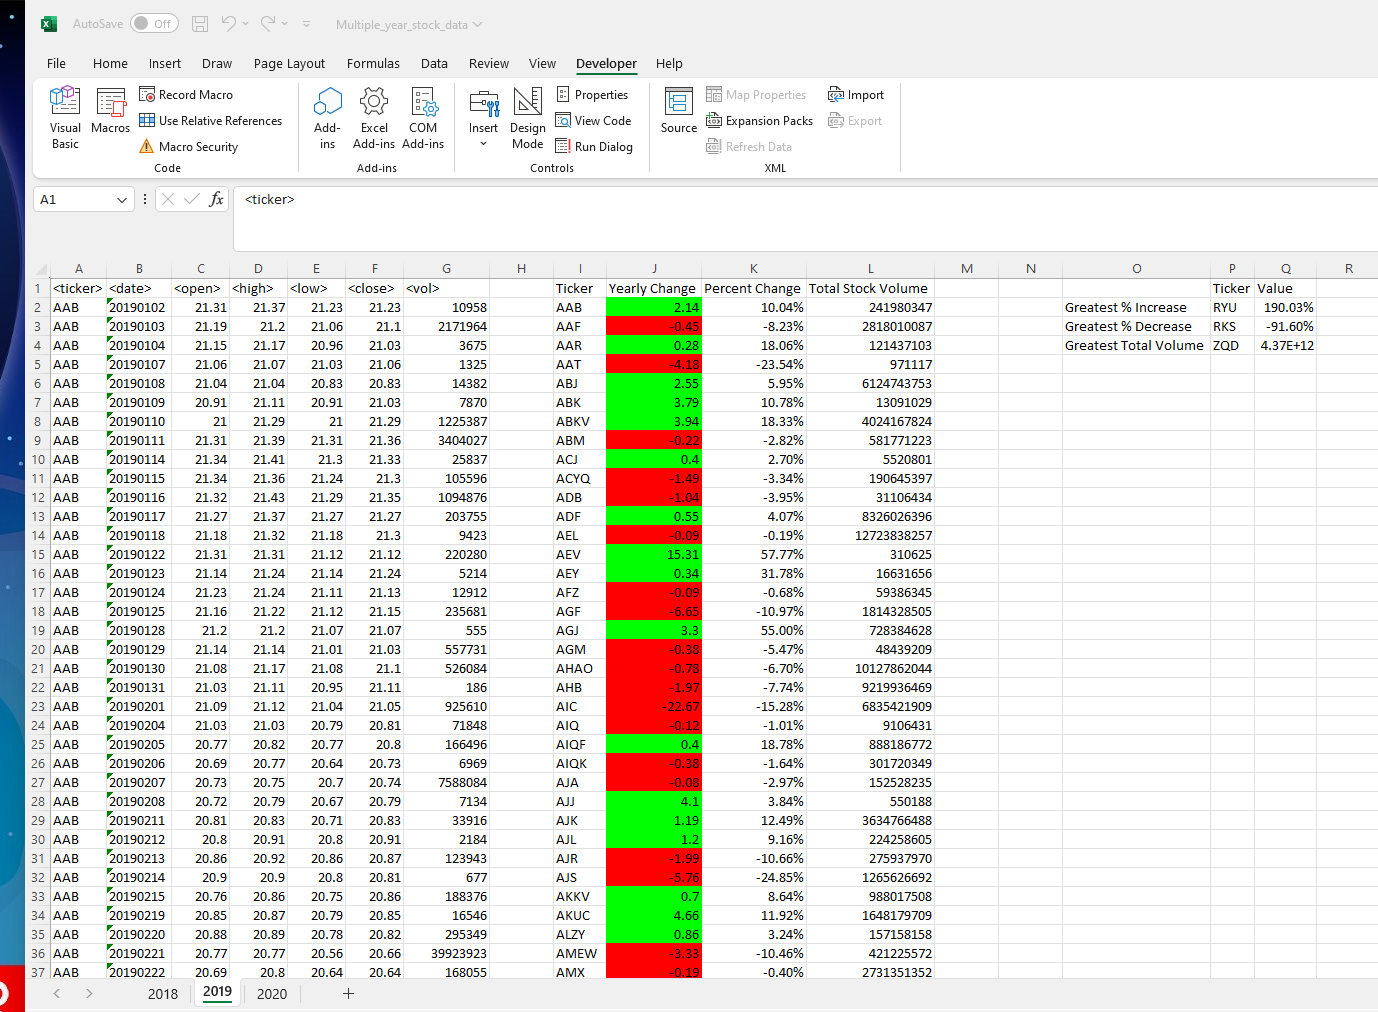 AutoSave Off Multiple_year_stock_data
File Home Insert Draw Page Layout Formulas Data Review View Developer Help
Visual Basic
Macros
Record Macro
Use Relative References
Macro Security
Code
Add-ins
Excel Add-ins
COM Add-ins
Add-ins
Insert
Design Mode
Properties
View Code
Run Dialog
Controls
Source
Map Properties
Expansion Packs
Refresh Data
Import
Export
XML
A1 fx <ticker>
A B C D E F G H I J K L M N O P Q R
1 <ticker> <date> <open> <high> <low> <close> <vol> Ticker Yearly Change Percent Change Total Stock Volume Ticker Value
2 AAB 20190102 21.31 21.37 21.23 21.23 10958 AAB 2.14 10.04% 241980347 Greatest % Increase RYU 190.03%
3 AAB 20190103 21.19 21.2 21.06 21.1 2171964 AAF -0.45 -8.23% 2818010087 Greatest % Decrease RKS -91.60%
4 AAB 20190104 21.15 21.17 20.96 21.03 3675 AAR 0.28 18.06% 121437103 Greatest Total Volume ZQD 4.37E+12
5 AAB 20190107 21.06 21.07 21.03 21.06 1325 AAT -4.18 -23.54% 971117
6 AAB 20190108 21.04 21.04 20.83 20.83 14382 ABJ 2.55 5.95% 6124743753
7 AAB 20190109 20.91 21.11 20.91 21.03 7870 ABK 3.79 10.78% 13091029
8 AAB 20190110 21 21.29 21 21.29 1225387 ABKV 3.94 18.33% 4024167824
9 AAB 20190111 21.31 21.39 21.31 21.36 3404027 ABM -0.22 -2.82% 581771223
10 AAB 20190114 21.34 21.41 21.3 21.33 25837 ACJ 0.4 2.70% 5520801
11 AAB 20190115 21.34 21.36 21.24 21.3 105596 ACYQ -1.49 -3.34% 190645397
12 AAB 20190116 21.32 21.43 21.29 21.35 1094876 ADB -1.04 -3.95% 31106434
13 AAB 20190117 21.27 21.37 21.27 21.27 203755 ADF 0.55 4.07% 8326026396
14 AAB 20190118 21.18 21.32 21.18 21.3 9423 AEL -0.09 -0.19% 12723838257
15 AAB 20190122 21.31 21.31 21.12 21.12 220280 AEV 15.31 57.77% 310625
16 AAB 20190123 21.14 21.24 21.14 21.24 5214 AEY 0.34 31.78% 16631656
17 AAB 20190124 21.23 21.24 21.11 21.13 12912 AFZ -0.09 -0.68% 59386345
18 AAB 20190125 21.16 21.22 21.12 21.15 235681 AGF -6.65 -10.97% 1814328505
19 AAB 20190128 21.2 21.2 21.07 21.07 555 AGJ 3.3 55.00% 728384628
20 AAB 20190129 21.14 21.14 21.01 21.03 557731 AGM -0.38 -5.47% 48439209
21 AAB 20190130 21.08 21.17 21.08 21.1 526084 AHAO -0.73 -6.70% 10127862044
22 AAB 20190131 21.03 21.11 20.95 21.11 186 AHB -1.97 -7.74% 9219936469
23 AAB 20190201 21.09 21.12 21.04 21.05 925610 AIC -22.67 -15.28% 6835421909
24 AAB 20190204 21.03 21.03 20.79 20.81 71848 AIQ -0.12 -1.01% 9106431
25 AAB 20190205 20.77 20.82 20.77 20.8 166496 AIQF 0.4 18.78% 888186772
26 AAB 20190206 20.69 20.77 20.64 20.73 6969 AIQK -0.38 -1.64% 301720349
27 AAB 20190207 20.73 20.75 20.7 20.74 7588084 AJA -0.08 -2.97% 152528235
28 AAB 20190208 20.72 20.79 20.67 20.79 7134 AJJ 4.1 3.84% 550188
29 AAB 20190211 20.81 20.83 20.71 20.83 33916 AJK 1.19 12.49% 3634766488
30 AAB 20190212 20.8 20.91 20.8 20.91 2184 AJL 1.2 9.16% 224258605
31 AAB 20190213 20.86 20.92 20.86 20.87 123943 AJR -1.99 -10.66% 275937970
32 AAB 20190214 20.9 20.9 20.8 20.81 677 AJS -5.76 -24.85% 1265626692
33 AAB 20190215 20.76 20.86 20.75 20.86 188376 AKKV 0.7 8.64% 988017508
34 AAB 20190219 20.85 20.87 20.79 20.85 16546 AKUC 4.66 11.92% 1648179709
35 AAB 20190220 20.88 20.89 20.78 20.82 295349 ALZY 0.86 3.24% 157158158
36 AAB 20190221 20.77 20.77 20.56 20.66 39923923 AMEW -3.33 -10.46% 421225572
37 AAB 20190222 20.69 20.8 20.64 20.64 168055 AMX -0.19 -0.40% 2731351352
2018 2019 2020